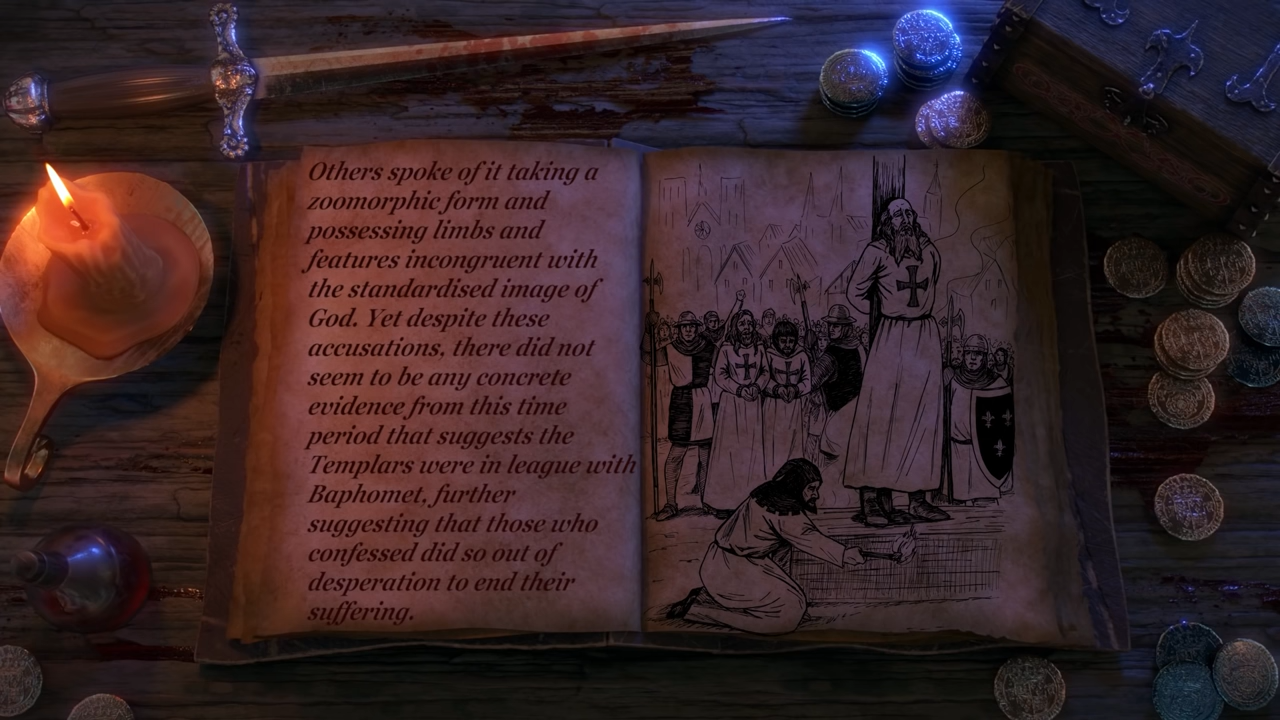 Others spoke of it taking a
zoomorphic form and
possessing limbs and
features incongruent with
the standardised image of
God. Yet despite these
accusations, there did not
seem to be any concrete
evidence from this time
period that suggests the
Templars were in league with
Baphomet, further
suggesting that those who
confessed did so out of
desperation to end their
suffering.